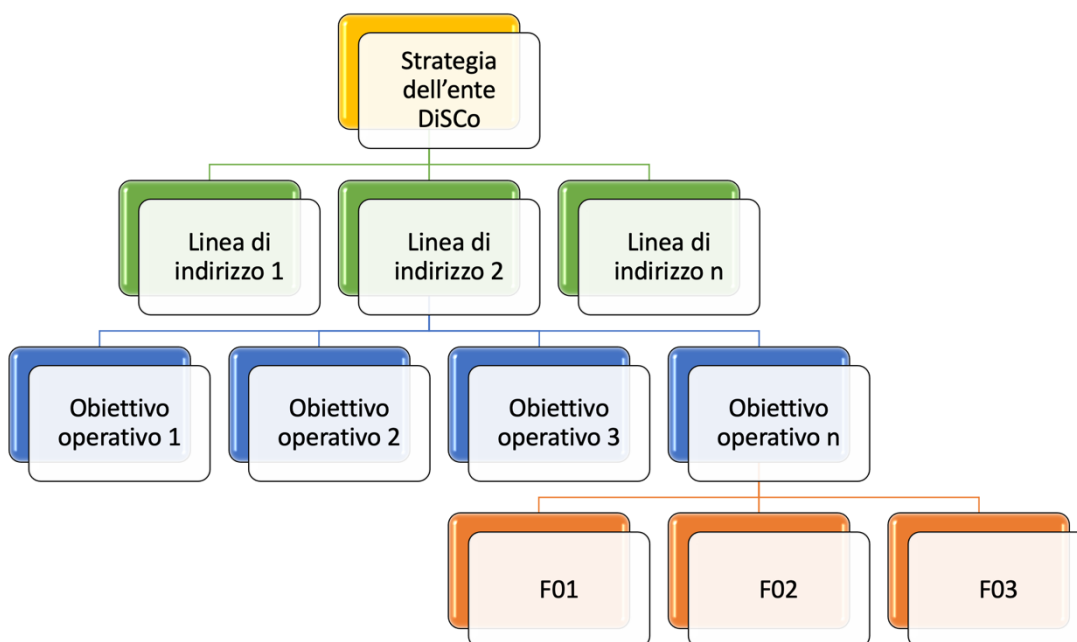 Strategia
dell’ente
DiSCo
Linea di
indirizzo 1
Linea di
indirizzo 2
Linea di
indirizzo n
Obiettivo
operativo 1
Obiettivo
operativo 2
Obiettivo
operativo 3
Obiettivo
operativo n
F01
F02
F03